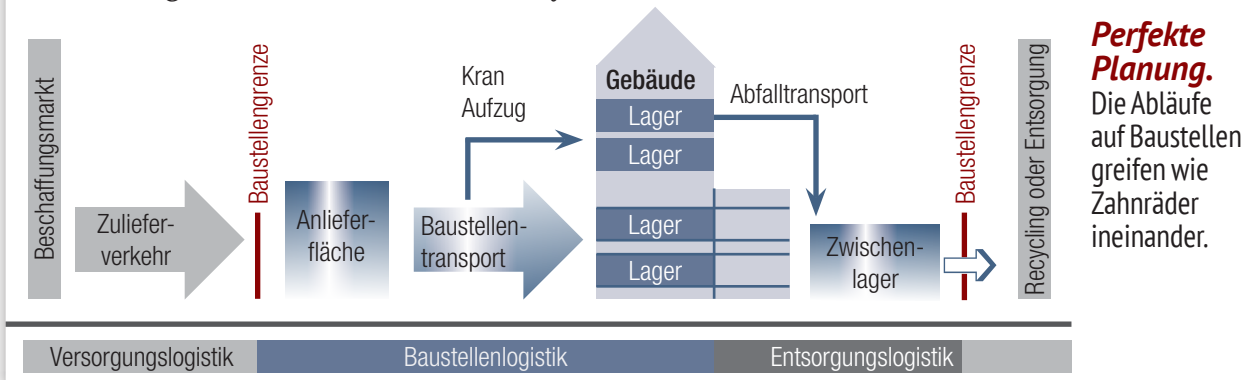 Beschaffungsmarkt
Zuliefer-
verkehr
Baustellengrenze
Anliefer-
fläche
Kran
Aufzug
Baustellen-
transport
Gebäude
Lager
Lager
Lager
Lager
Abfalltransport
Zwischen-
lager
Baustellengrenze
Recycling oder Entsorgung
Perfekte
Planung.
Die Abläufe
auf Baustellen
greifen wie
Zahnräder
ineinander.
Versorgungslogistik
Baustellenlogistik
Entsorgungslogistik